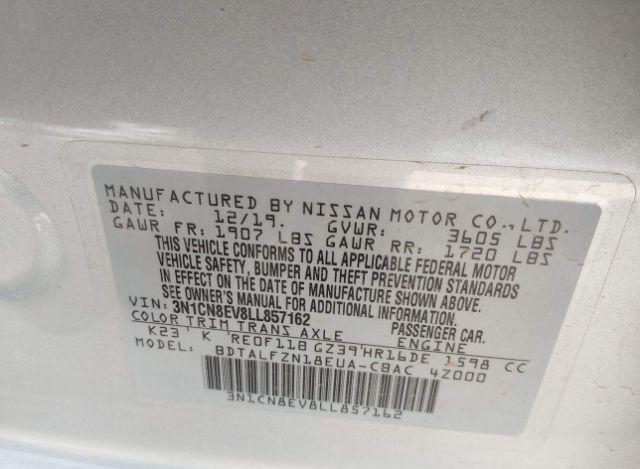 MANUFACTURED BY NISSAN MOTOR CO., LTD.
DATE: 12/19. GVWR: 3605 LBS
GAWR FR: 1907 LBS GAWR RR: 1720 LBS
THIS VEHICLE CONFORMS TO ALL APPLICABLE FEDERAL MOTOR
VEHICLE SAFETY, BUMPER AND THEFT PREVENTION STANDARDS
IN EFFECT ON THE DATE OF MANUFACTURE SHOWN ABOVE.
SEE OWNER'S MANUAL FOR ADDITIONAL INFORMATION.
VIN: 3N1CN8EV8LL857162 PASSENGER CAR.
COLOR TRIM TRANS AXLE ENGINE
K23' K RE0F11B GZ39'HR16DE 1598 CC
MODEL: BDTALFZN18EUA-CBAC 4Z000
3N1CN8EV8LL857162